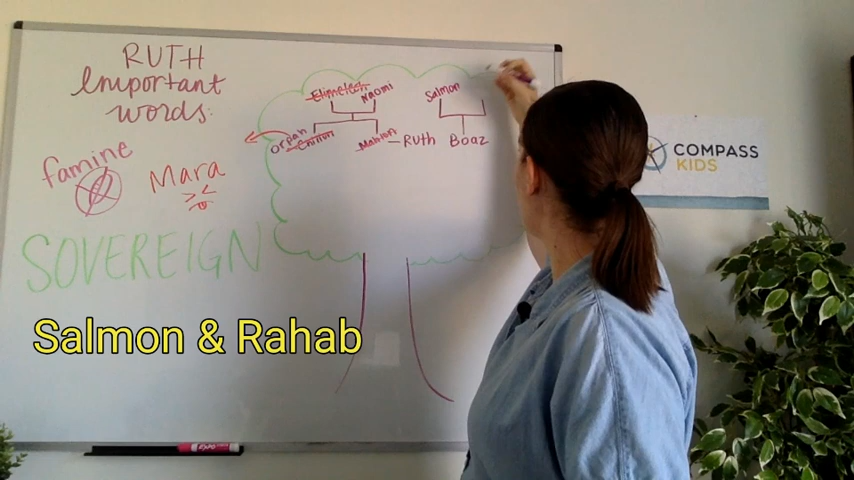 RUTH
Important
words:
famine
Mara
SOVEREIGN
Elimelech Naomi
Salmon
Orpah
Chilion
Mahlon — RUTH
Boaz
COMPASS
KIDS
EXPO
Salmon & Rahab